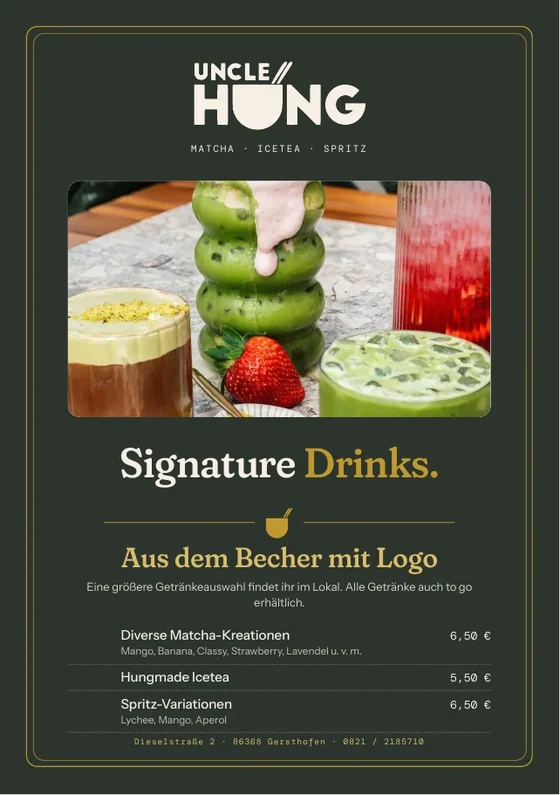 UNCLE
HUNG
MATCHA · ICETEA · SPRITZ
Signature Drinks.
Aus dem Becher mit Logo
Eine größere Getränkeauswahl findet ihr im Lokal. Alle Getränke auch to go
erhältlich.
Diverse Matcha-Kreationen 6,50 €
Mango, Banana, Classy, Strawberry, Lavendel u. v. m.
Hungmade Icetea 5,50 €
Spritz-Variationen 6,50 €
Lychee, Mango, Aperol
Dieselstraße 2 · 86368 Gersthofen · 0821 / 2185710